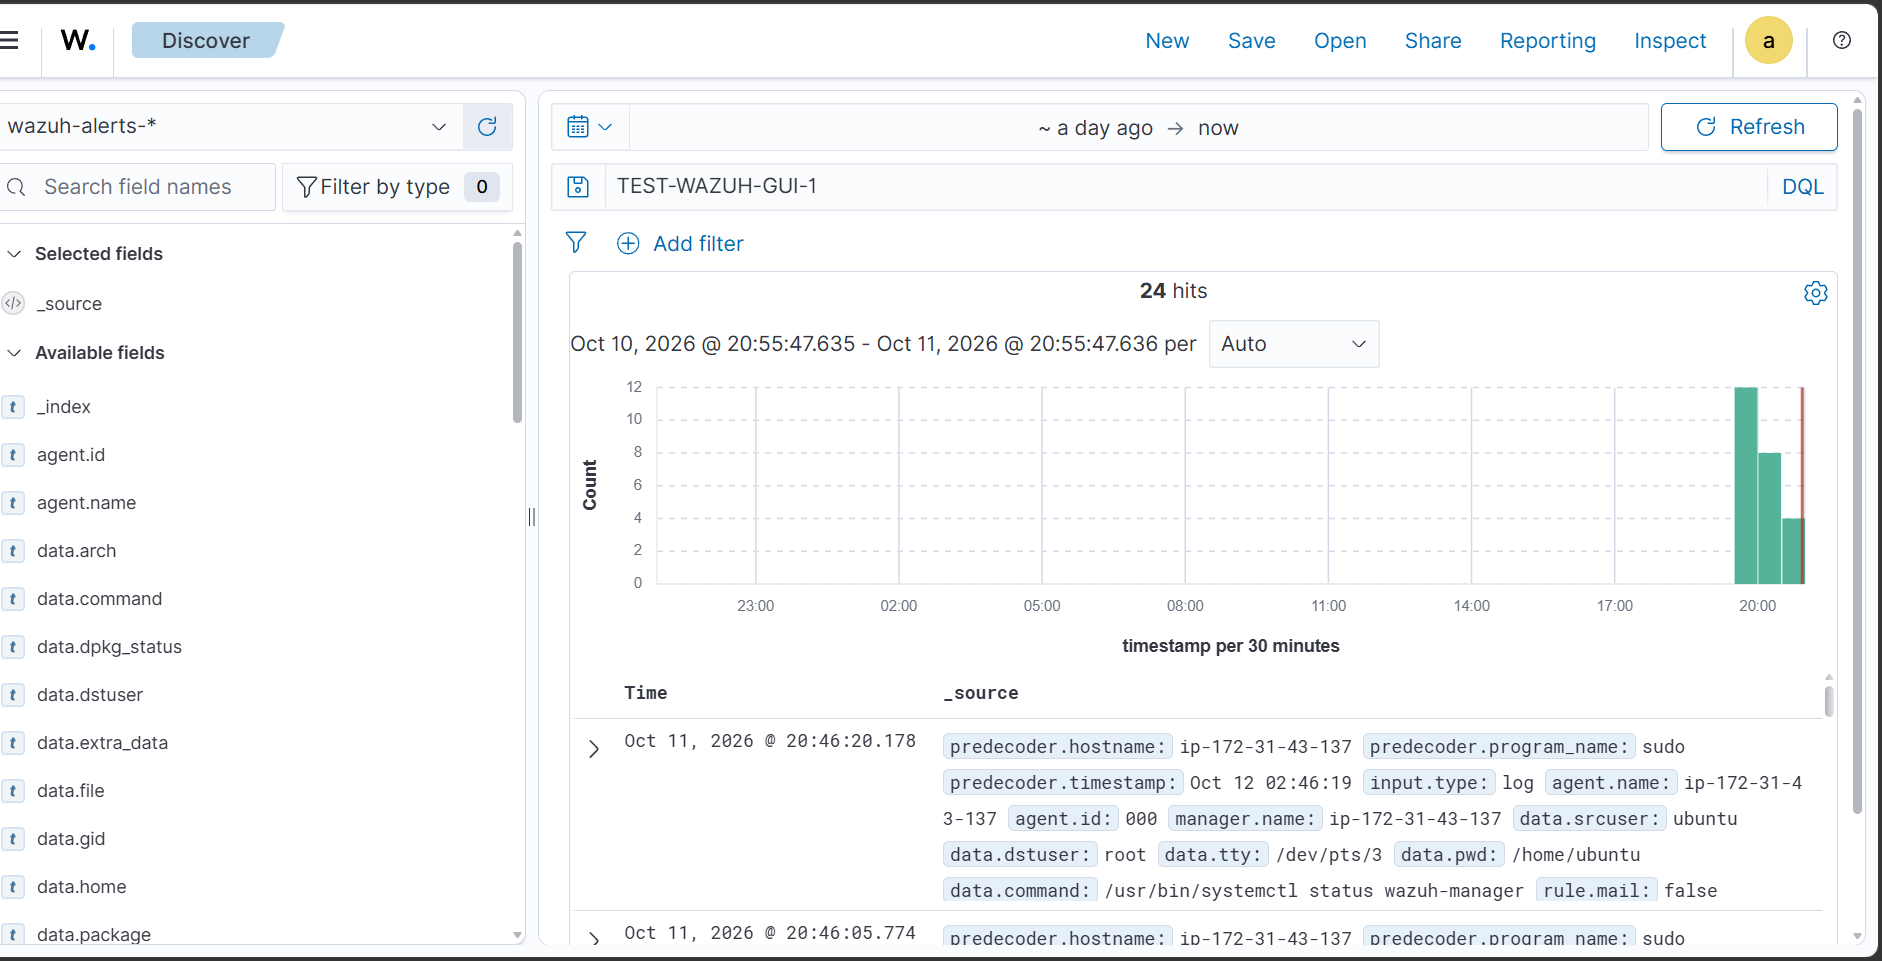 W.
Discover
New Save Open Share Reporting Inspect
a
wazuh-alerts-*
Search field names
Filter by type 0
Selected fields
_source
Available fields
t _index
t agent.id
t agent.name
t data.arch
t data.command
t data.dpkg_status
t data.dstuser
t data.extra_data
t data.file
t data.gid
t data.home
t data.package
~ a day ago → now
Refresh
TEST-WAZUH-GUI-1
DQL
Add filter
24 hits
Oct 10, 2026 @ 20:55:47.635 - Oct 11, 2026 @ 20:55:47.636 per Auto
Count
12
10
8
6
4
2
0
23:00 02:00 05:00 08:00 11:00 14:00 17:00 20:00
timestamp per 30 minutes
Time _source
Oct 11, 2026 @ 20:46:20.178 predecoder.hostname: ip-172-31-43-137 predecoder.program_name: sudo
predecoder.timestamp: Oct 12 02:46:19 input.type: log agent.name: ip-172-31-4
3-137 agent.id: 000 manager.name: ip-172-31-43-137 data.srcuser: ubuntu
data.dstuser: root data.tty: /dev/pts/3 data.pwd: /home/ubuntu
data.command: /usr/bin/systemctl status wazuh-manager rule.mail: false
Oct 11, 2026 @ 20:46:05.774 predecoder.hostname: ip-172-31-43-137 predecoder.program_name: sudo